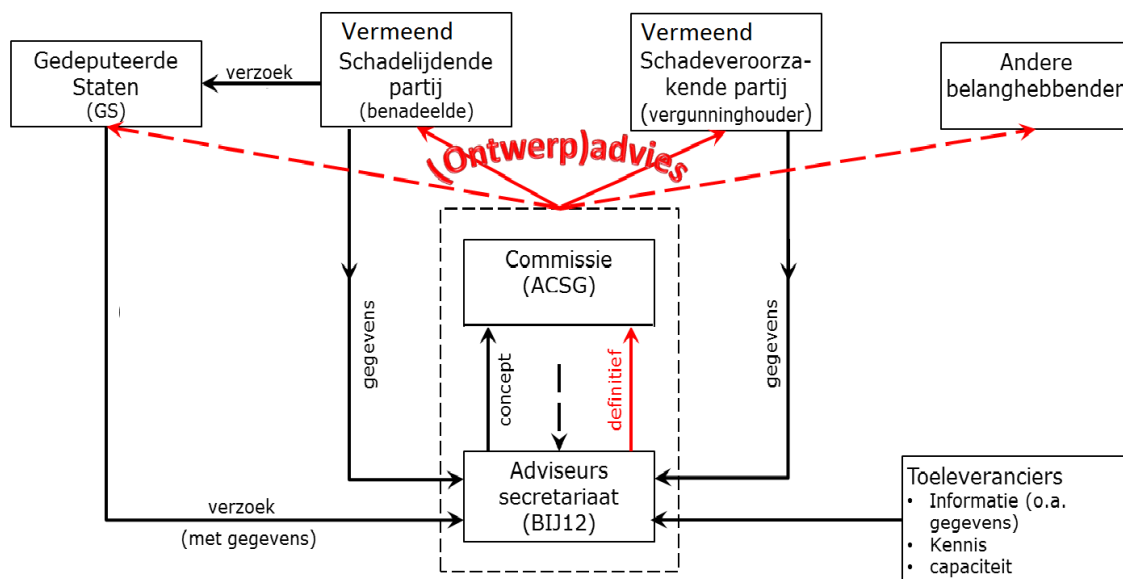 Gedeputeerde
Staten
(GS)
verzoek
Vermeend
Schadelijdende
partij
(benadeelde)
Vermeend
Schadeveroorza-
kende partij
(vergunninghouder)
Andere
belanghebbenden
(Ontwerp)advies
Commissie
(ACSG)
(
gegevens
concept
definitief
gegevens
Adviseurs
secretariaat
(BIJ12)
verzoek
(met gegevens)
Toeleveranciers
• Informatie (o.a.
gegevens)
• Kennis
• capaciteit